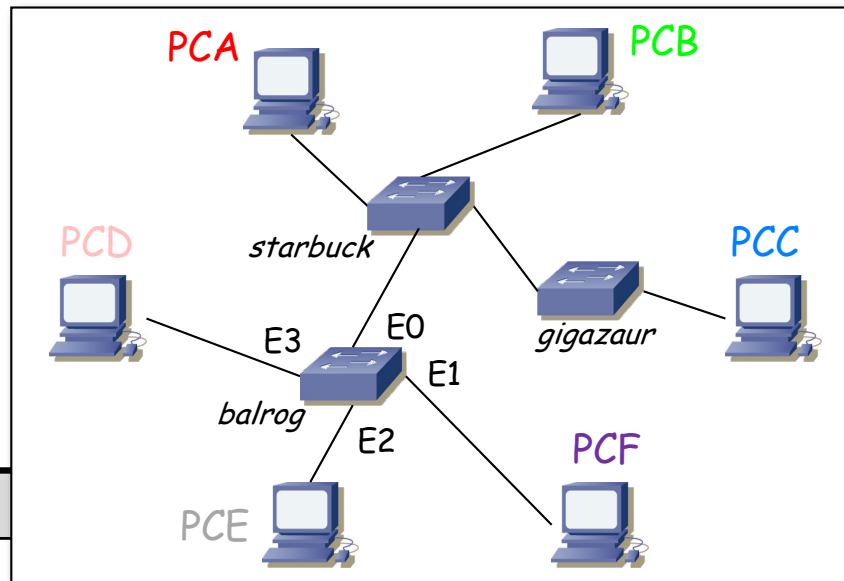 PCA
PCB
starbuck
PCD
PCC
gigazaur
E0
E3
E1
balrog
E2
PCF
PCE